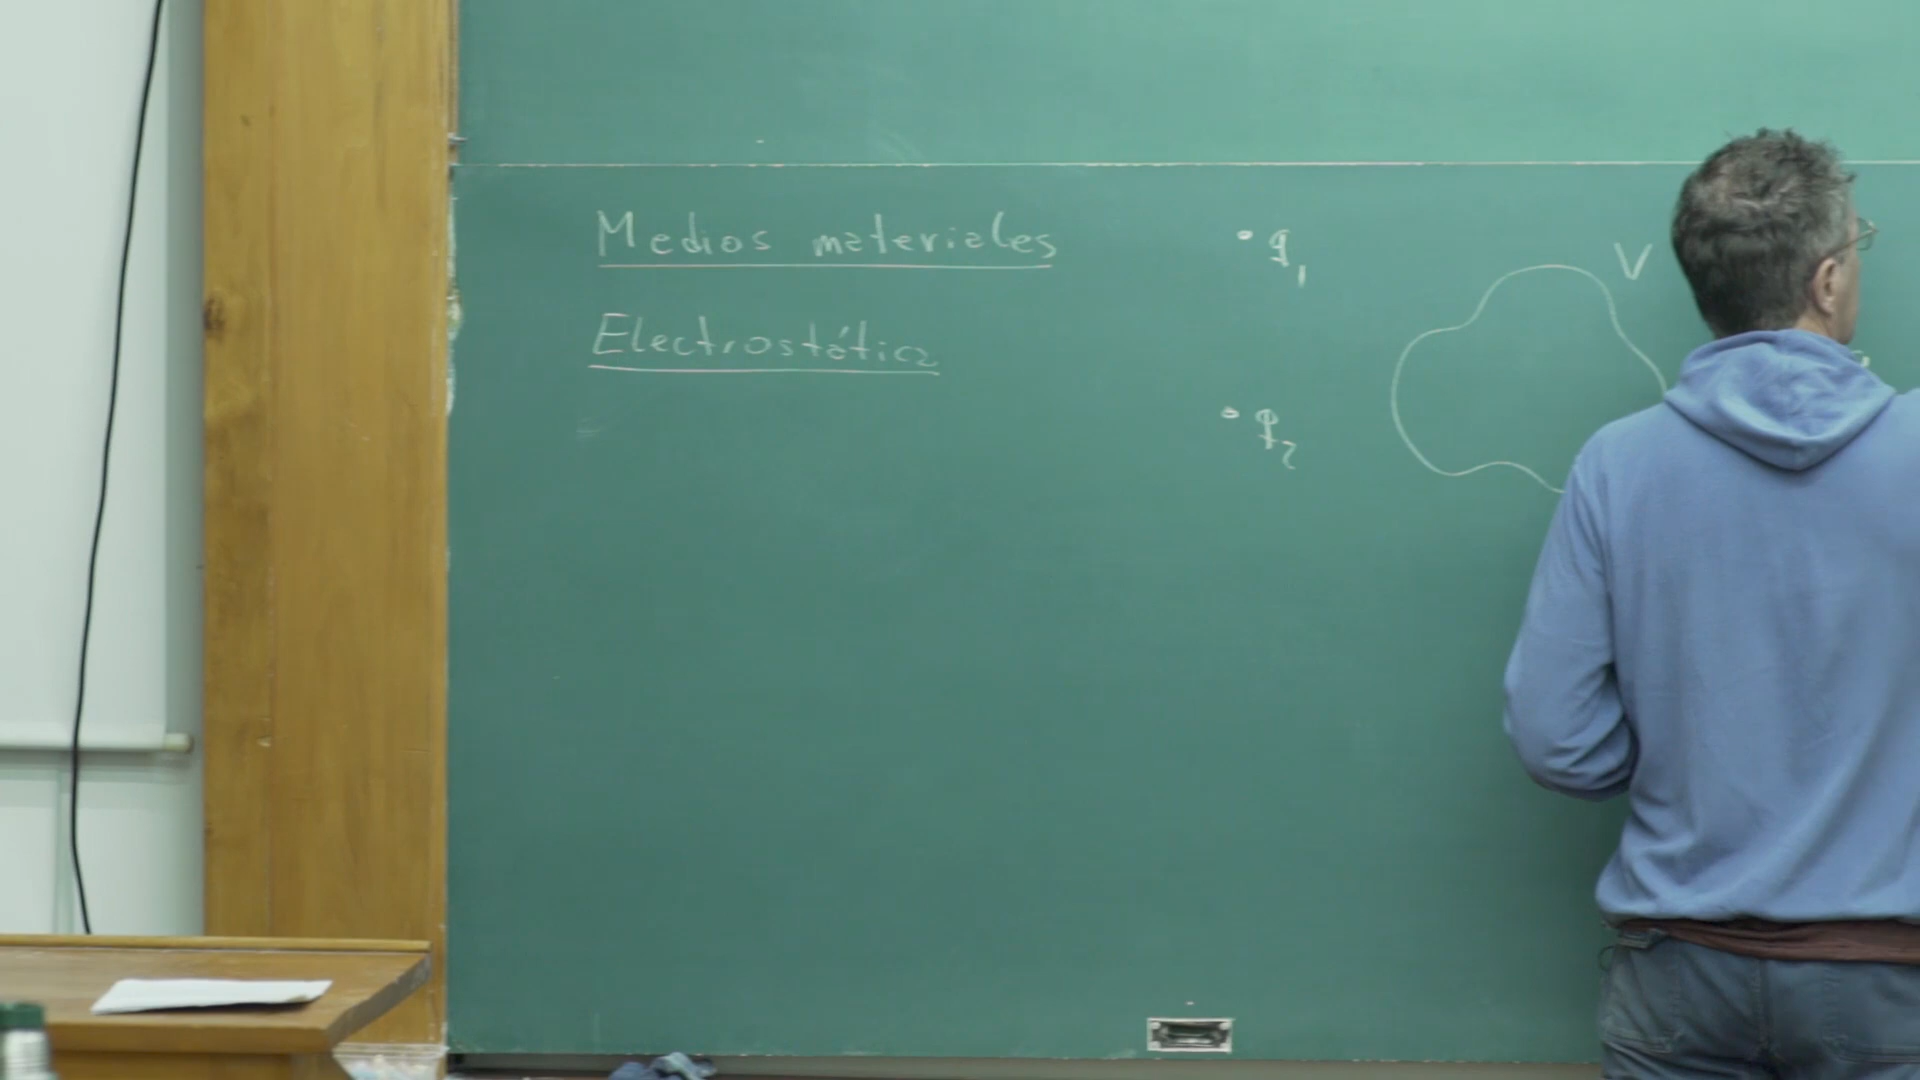 Medios materiales
Electrostática
q₁
q₂
V